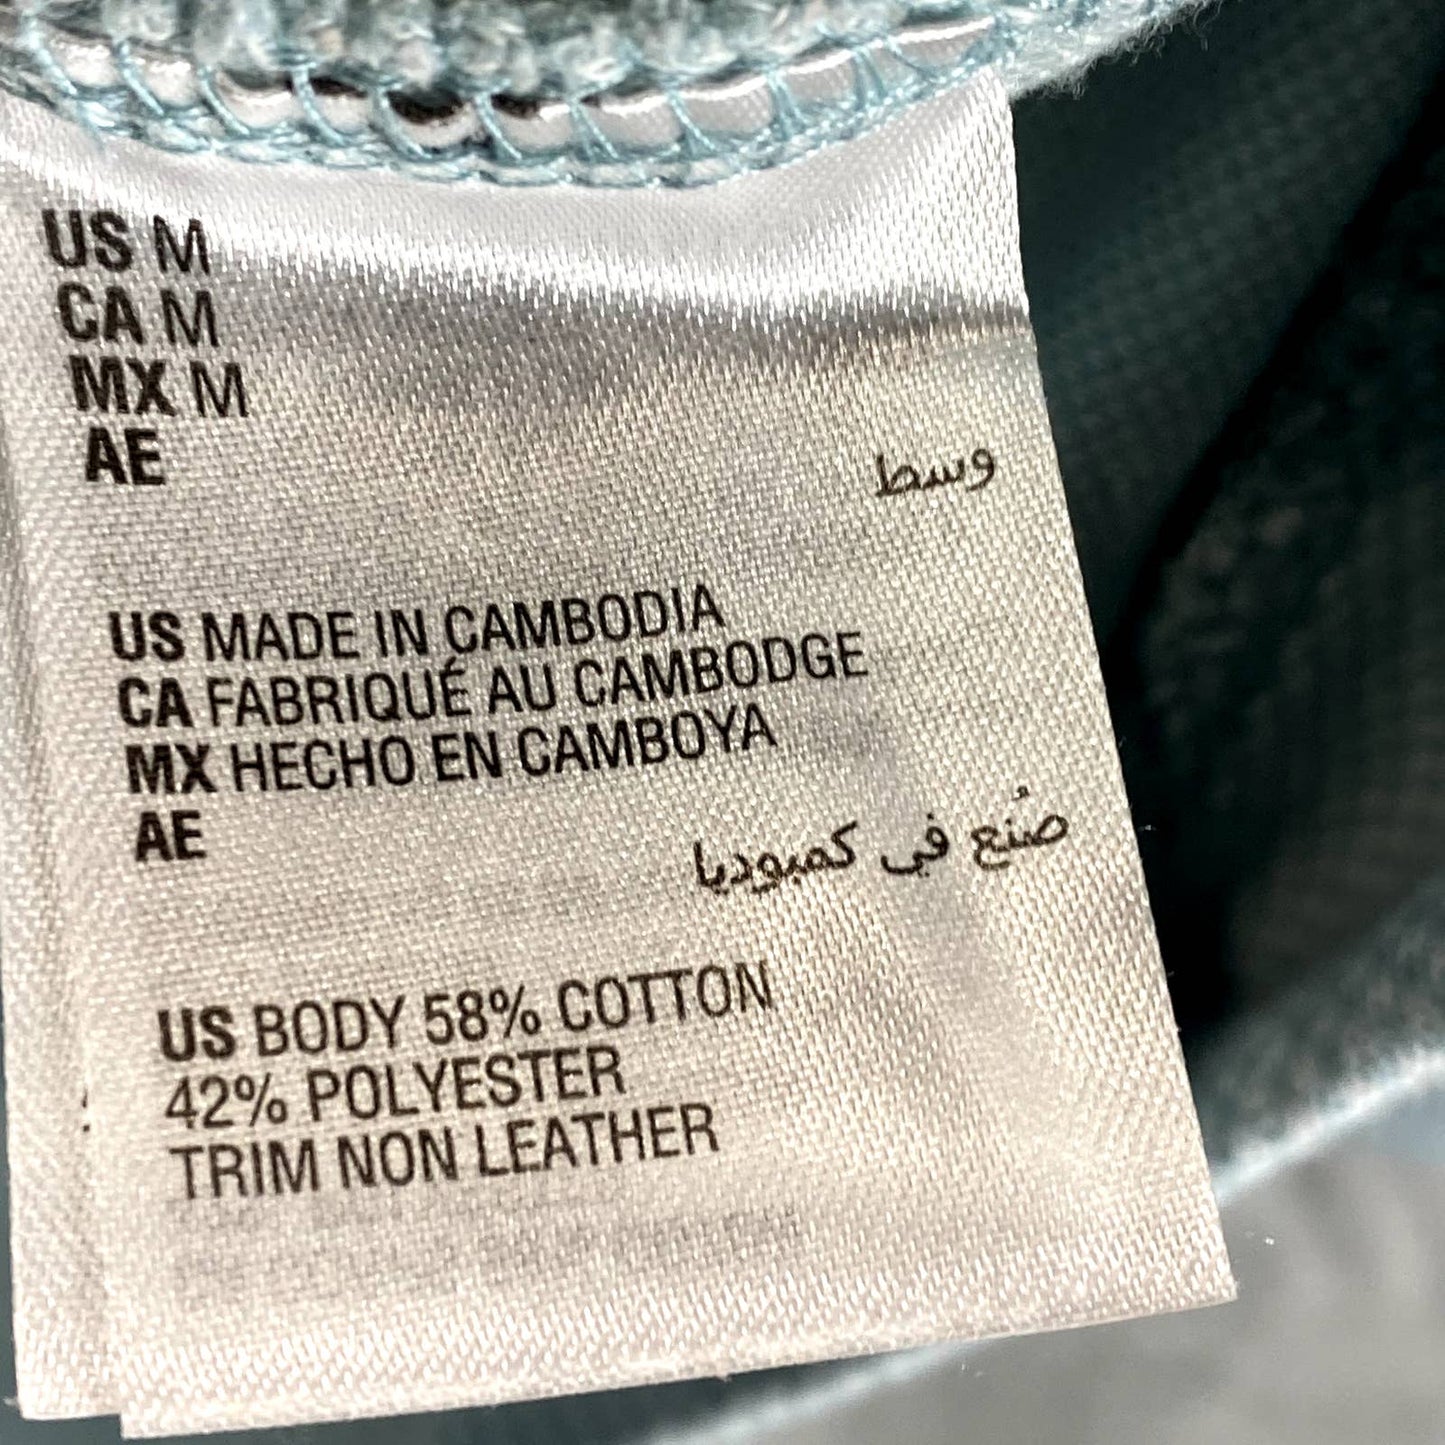 US M
CA M
MX M
AE
وسط
US MADE IN CAMBODIA
CA FABRIQUÉ AU CAMBODGE
MX HECHO EN CAMBOYA
AE
صُنع في كمبوديا
US BODY 58% COTTON
42% POLYESTER
TRIM NON LEATHER